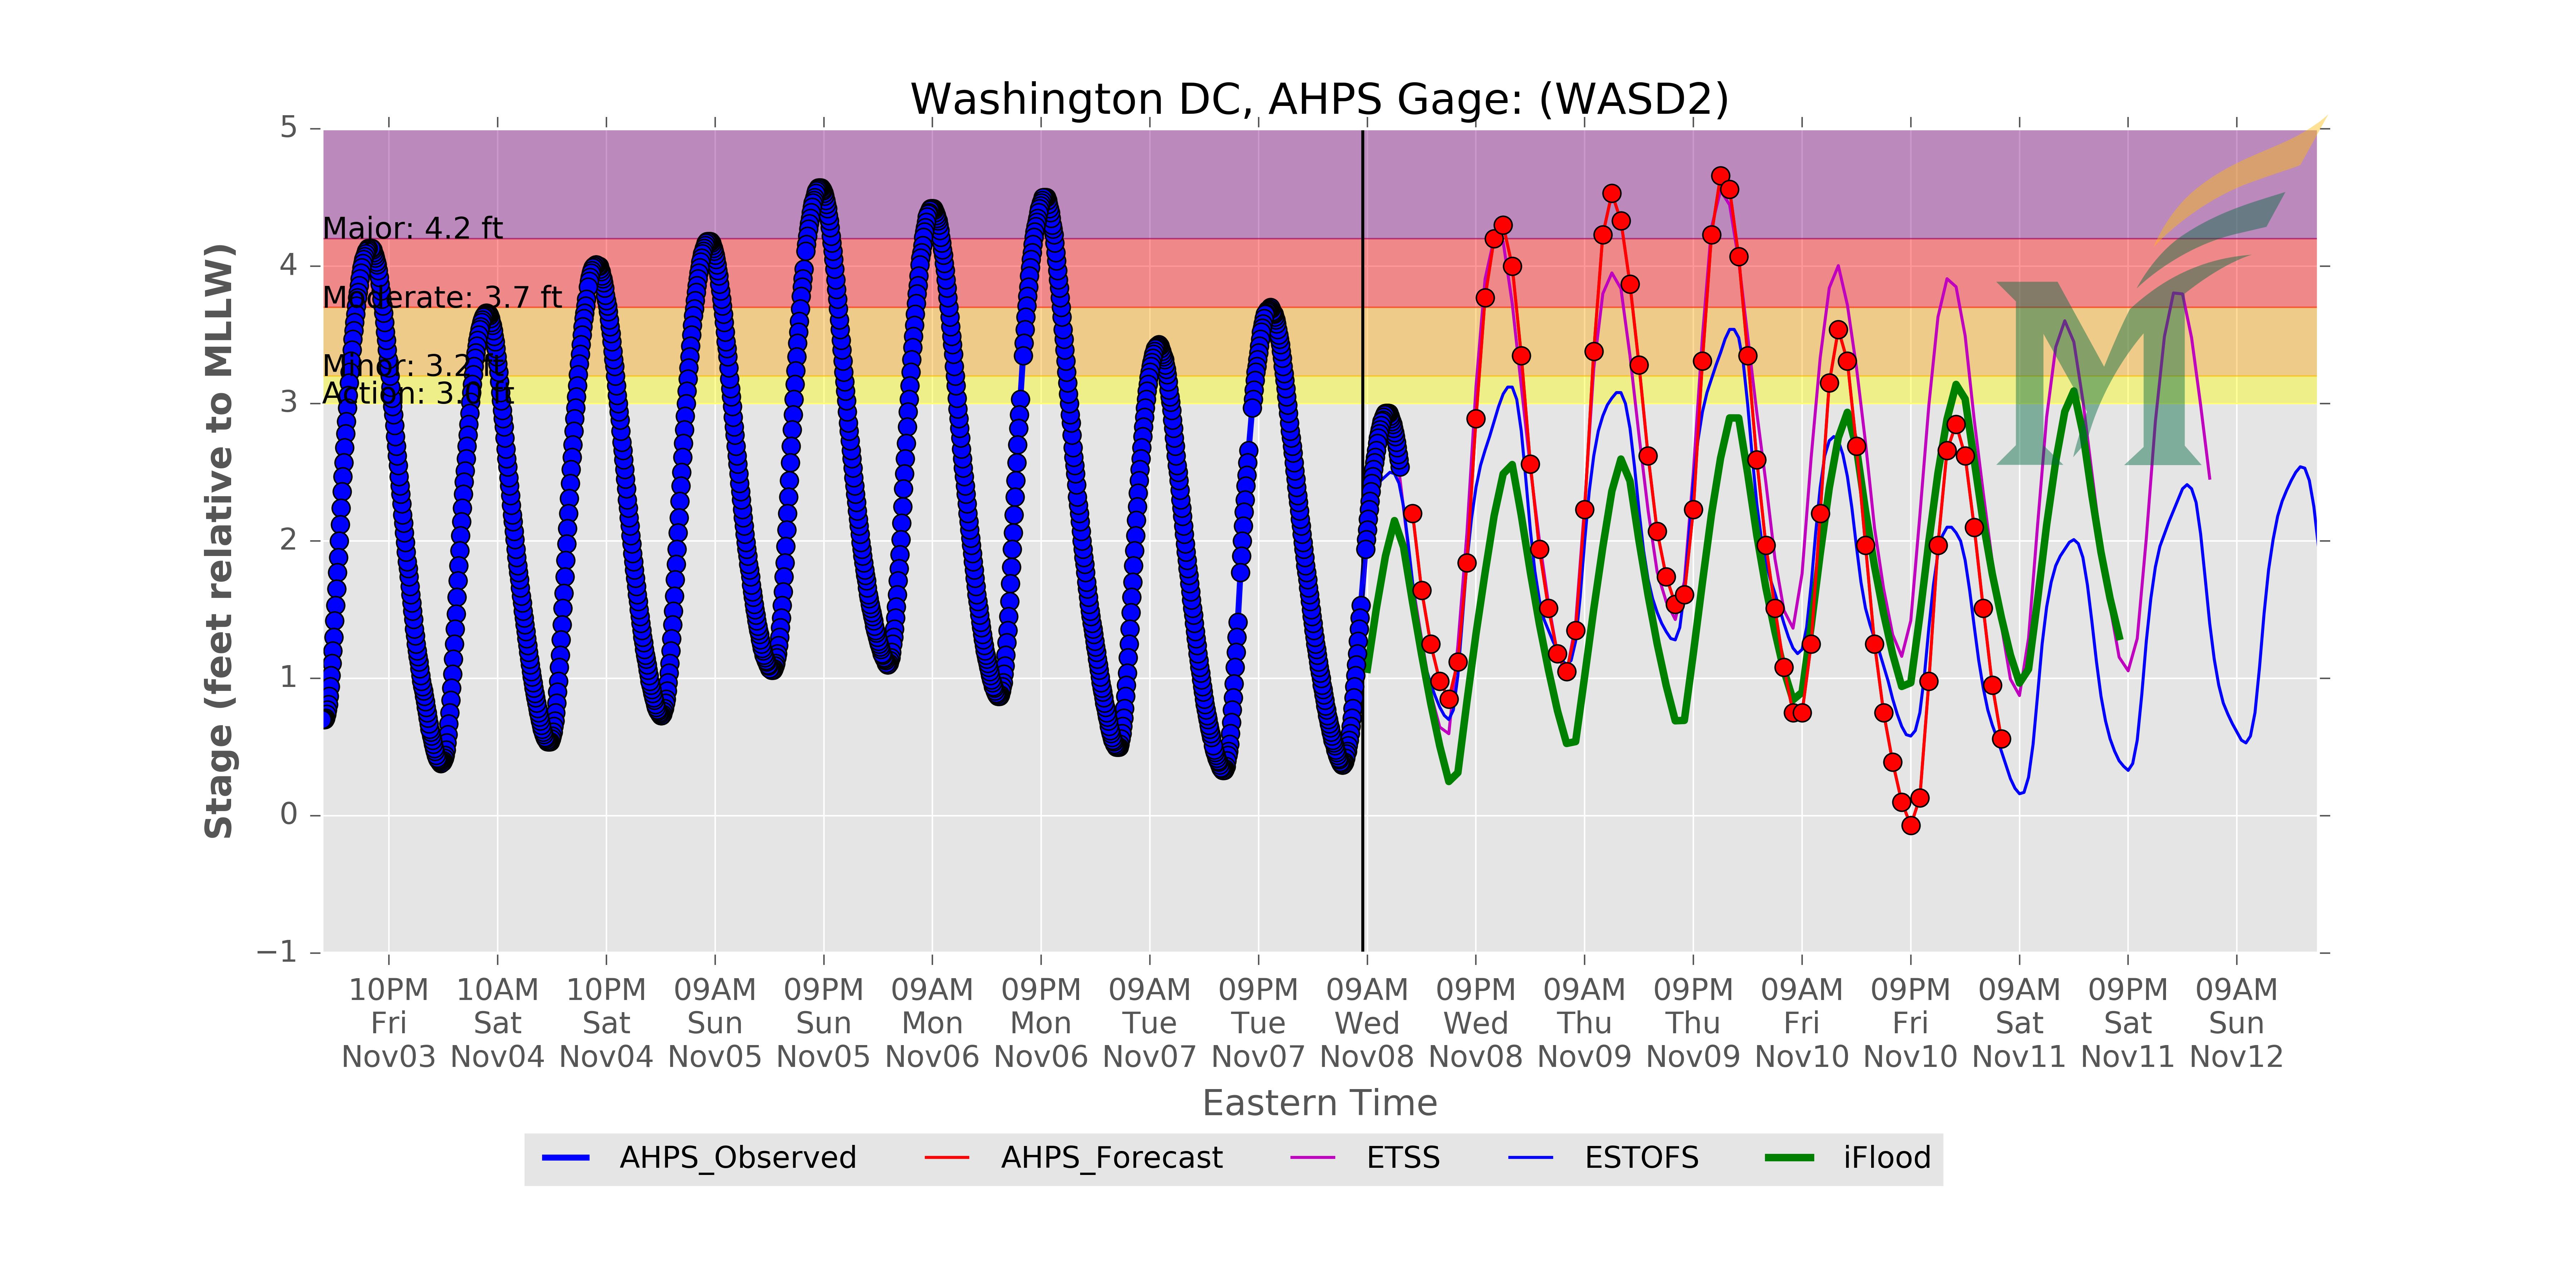 Washington DC, AHPS Gage: (WASD2)
Stage (feet relative to MLLW)
5
4
3
2
1
0
−1
Major: 4.2 ft
Moderate: 3.7 ft
Minor: 3.2 ft
Action: 3.0 ft
10PM 10AM 10PM 09AM 09PM 09AM 09PM 09AM 09PM 09AM 09PM 09AM 09PM 09AM 09PM 09AM 09PM 09AM
Fri Sat Sat Sun Sun Mon Mon Tue Tue Wed Wed Thu Thu Fri Fri Sat Sat Sun
Nov03 Nov04 Nov04 Nov05 Nov05 Nov06 Nov06 Nov07 Nov07 Nov08 Nov08 Nov09 Nov09 Nov10 Nov10 Nov11 Nov11 Nov12
Eastern Time
AHPS_Observed AHPS_Forecast ETSS ESTOFS iFlood
M